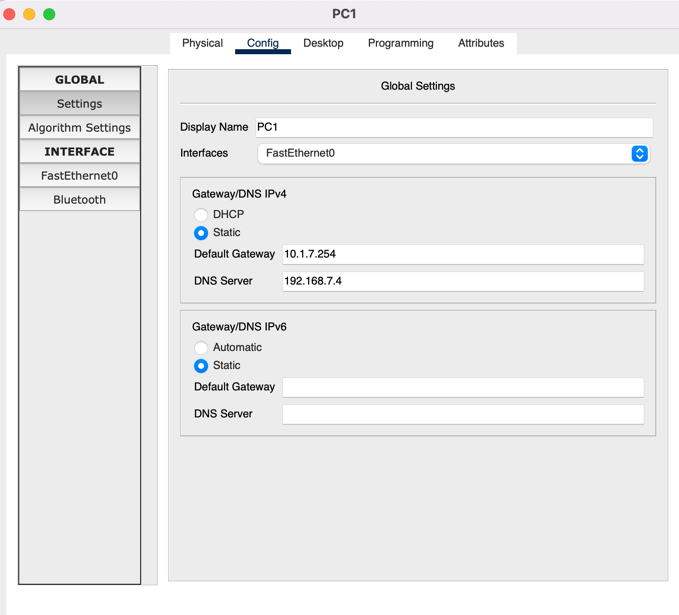 PC1
Physical Config Desktop Programming Attributes
GLOBAL
Settings
Algorithm Settings
INTERFACE
FastEthernet0
Bluetooth
Global Settings
Display Name PC1
Interfaces FastEthernet0
Gateway/DNS IPv4
DHCP
Static
Default Gateway 10.1.7.254
DNS Server 192.168.7.4
Gateway/DNS IPv6
Automatic
Static
Default Gateway
DNS Server